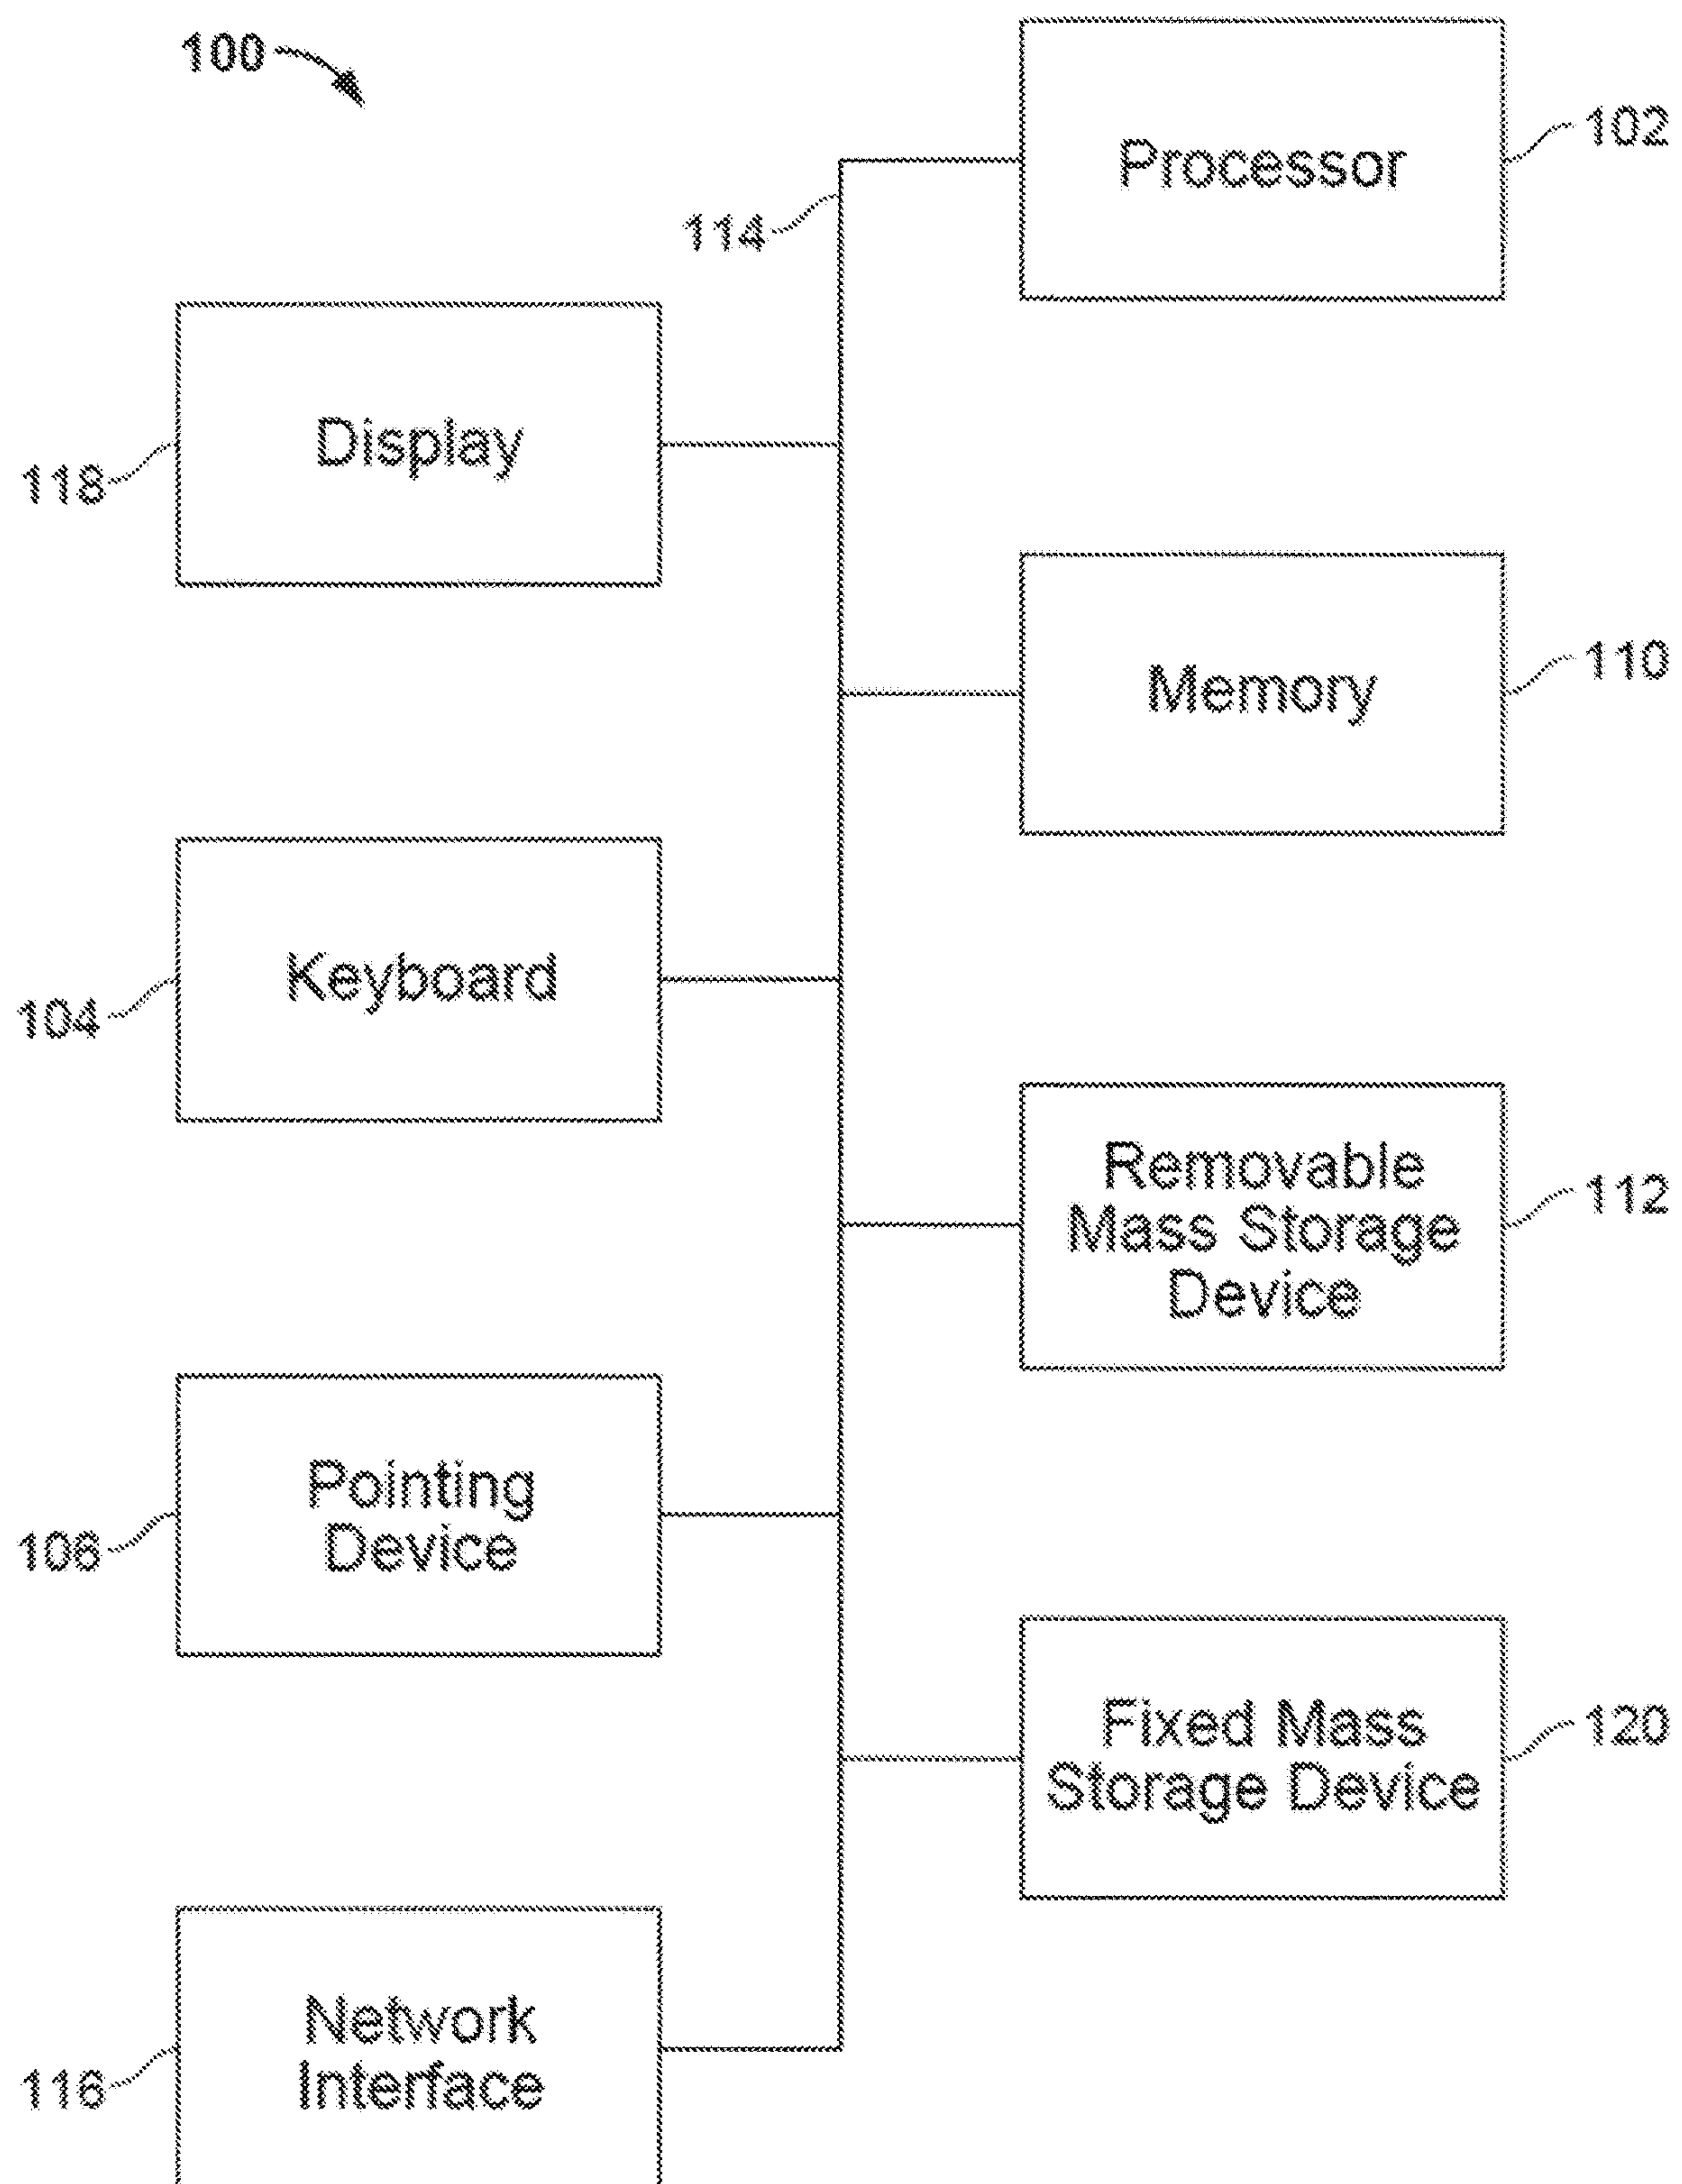 100
Processor
102
114
Display
118
Memory
110
Keyboard
104
Removable
Mass Storage
Device
112
Pointing
Device
106
Fixed Mass
Storage Device
120
Network
Interface
116